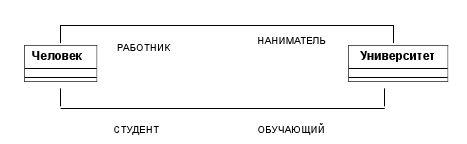 Человек
РАБОТНИК
НАНИМАТЕЛЬ
Университет
СТУДЕНТ
ОБУЧАЮЩИЙ